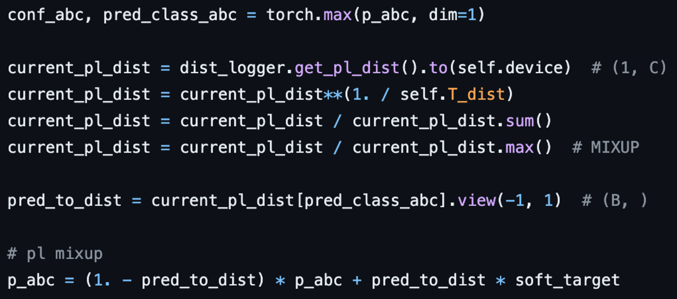 conf_abc, pred_class_abc = torch.max(p_abc, dim=1)
current_pl_dist = dist_logger.get_pl_dist().to(self.device)  # (1, C)
current_pl_dist = current_pl_dist**(1. / self.T_dist)
current_pl_dist = current_pl_dist / current_pl_dist.sum()
current_pl_dist = current_pl_dist / current_pl_dist.max()  # MIXUP
pred_to_dist = current_pl_dist[pred_class_abc].view(-1, 1)  # (B, )
# pl mixup
p_abc = (1. - pred_to_dist) * p_abc + pred_to_dist * soft_target